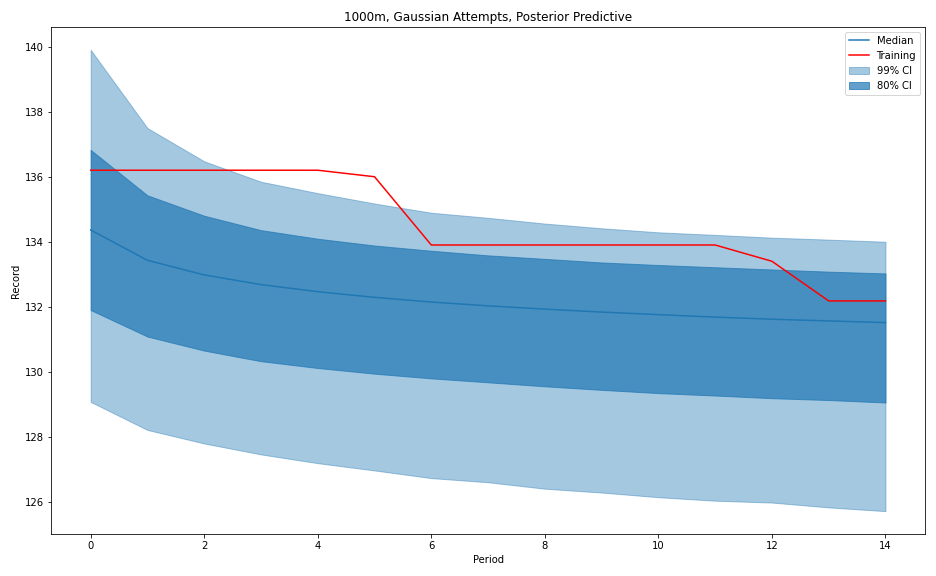 1000m, Gaussian Attempts, Posterior Predictive
Median
Training
99% CI
80% CI
Record
140
138
136
134
132
130
128
126
0 2 4 6 8 10 12 14
Period